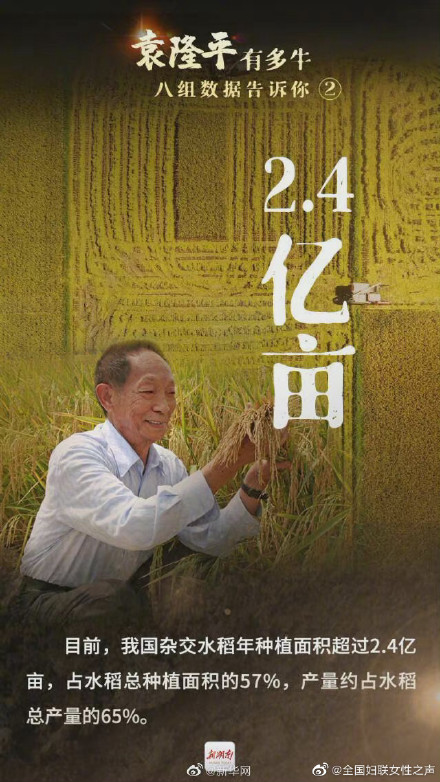 袁隆平有多牛
八组数据告诉你②
2.4
亿
亩
目前，我国杂交水稻年种植面积超过2.4亿
亩，占水稻总种植面积的57%，产量约占水稻
总产量的65%。
新湖南
@新华网
@全国妇联女性之声